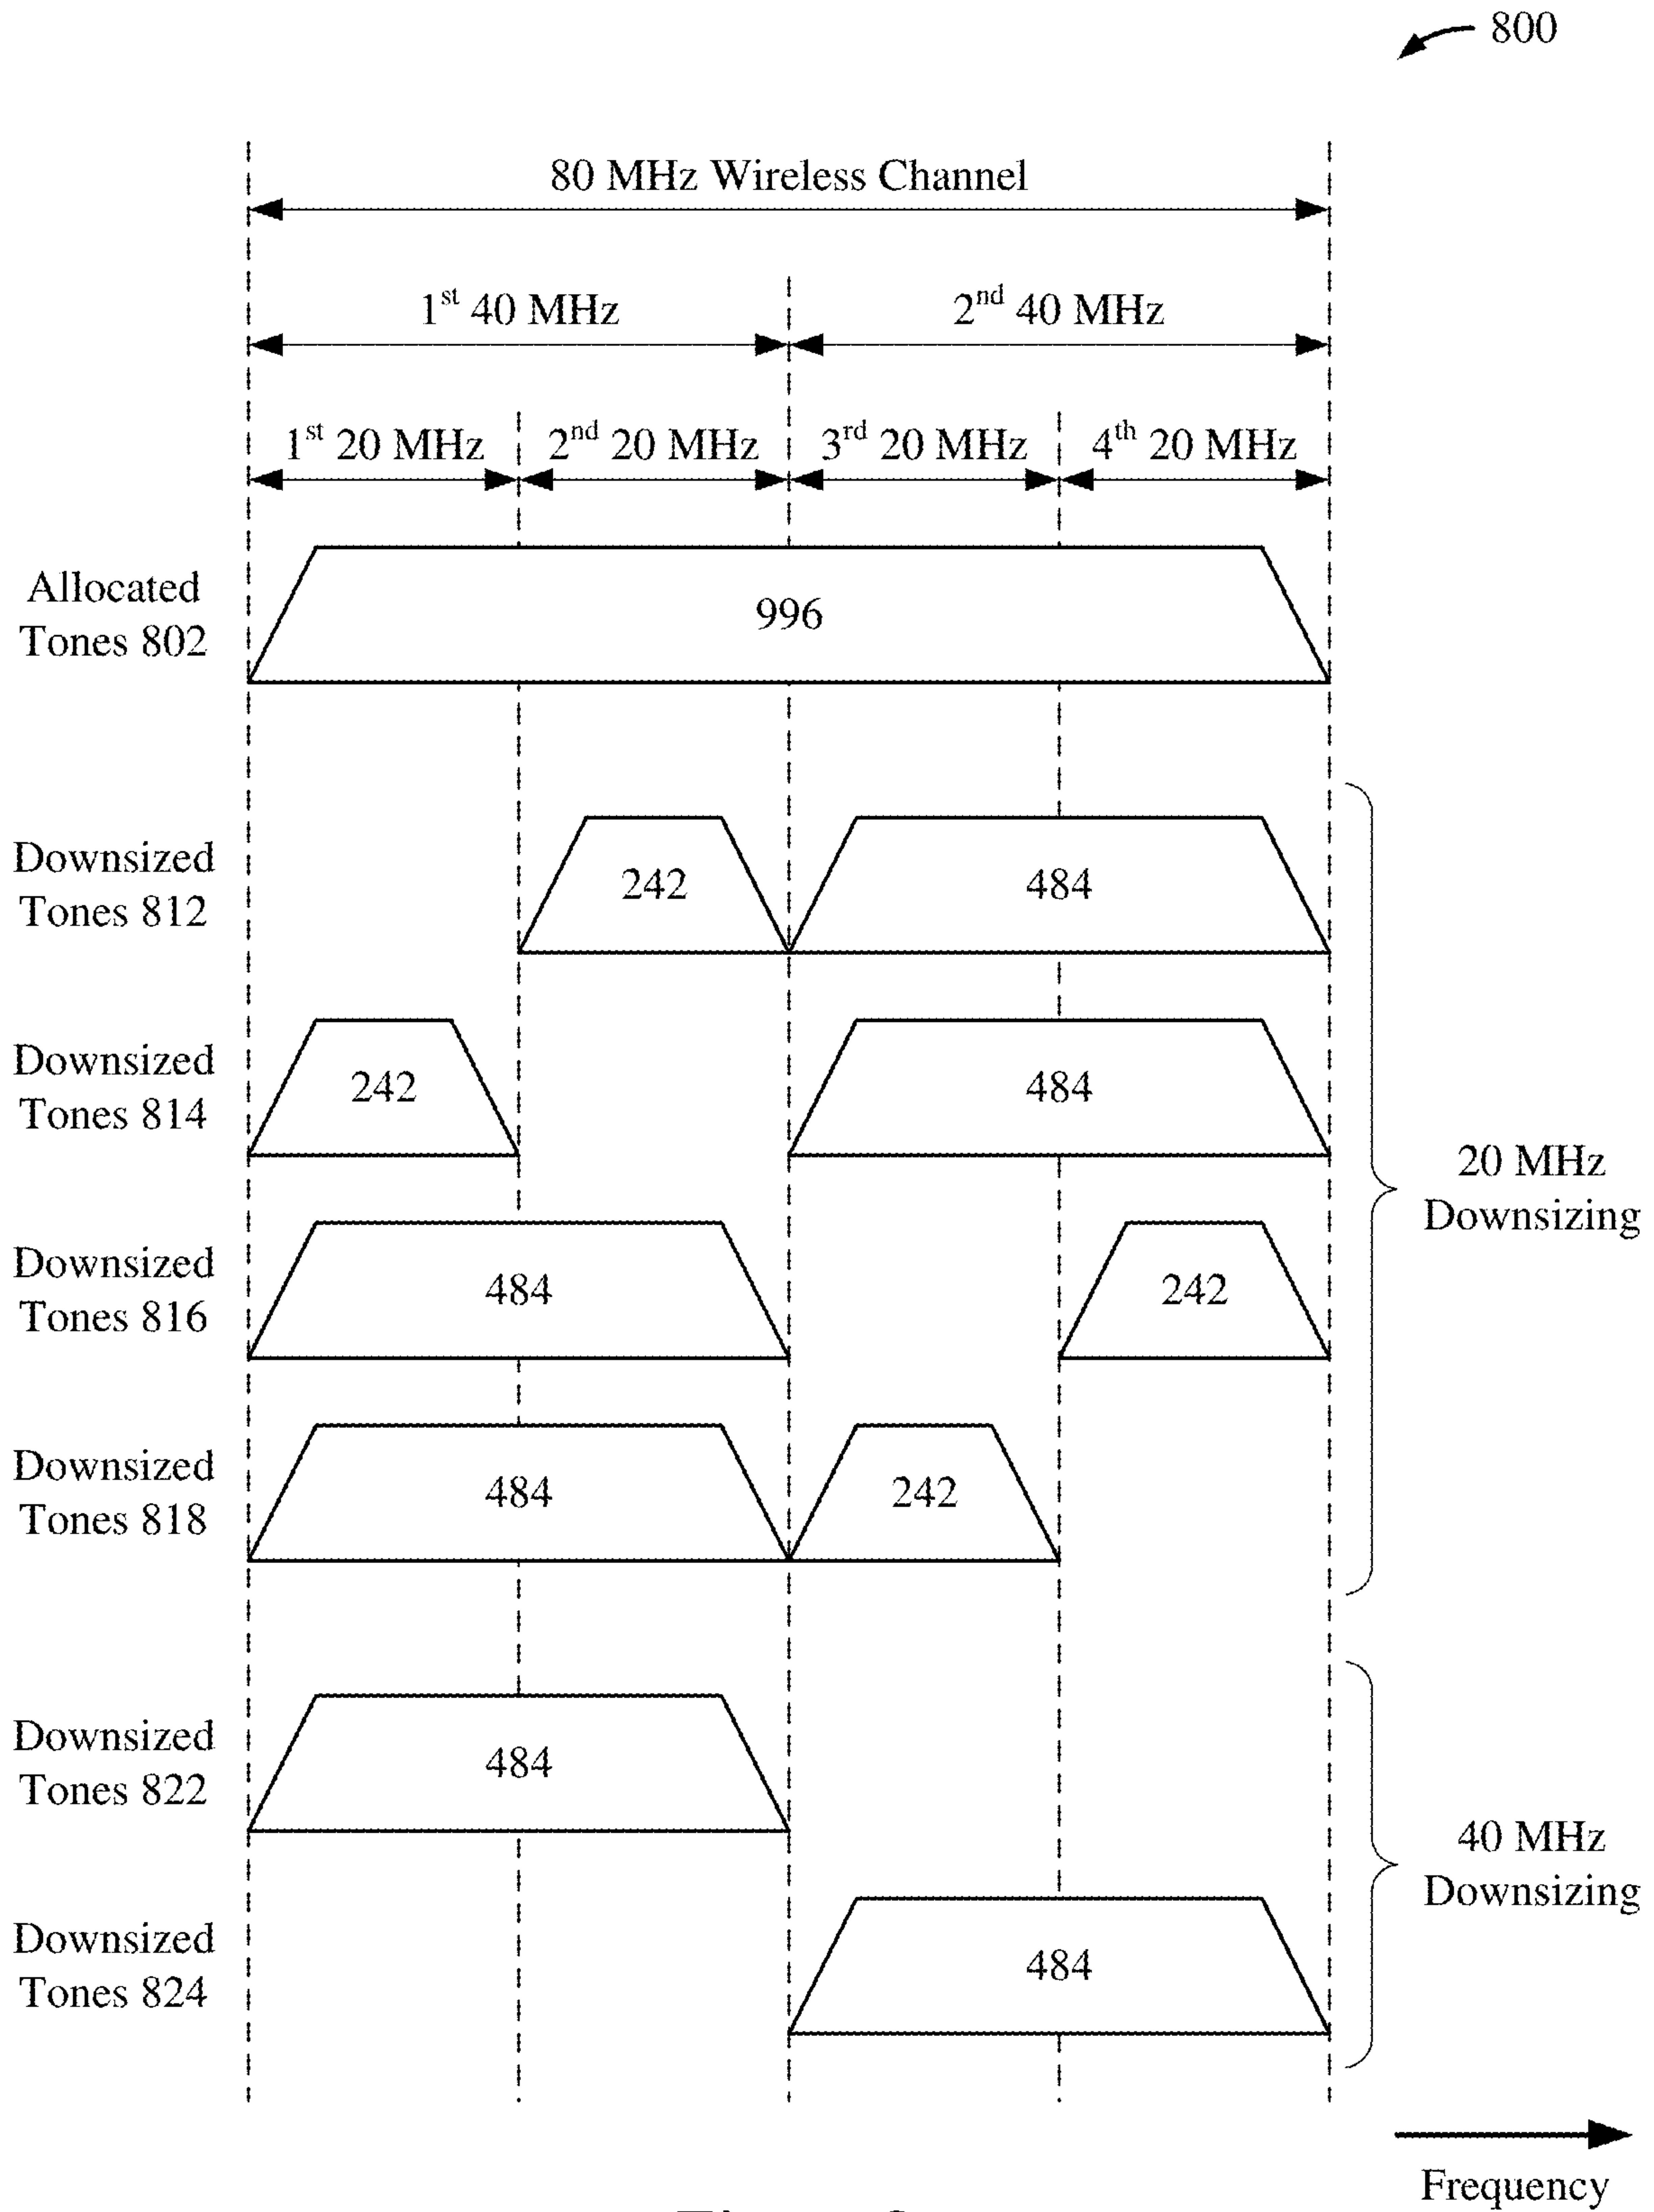 800
80 MHz Wireless Channel
1st 40 MHz
2nd 40 MHz
1st 20 MHz
2nd 20 MHz
3rd 20 MHz
4th 20 MHz
Allocated
Tones 802
996
Downsized
Tones 812
242
484
Downsized
Tones 814
242
484
20 MHz
Downsizing
Downsized
Tones 816
484
242
Downsized
Tones 818
484
242
Downsized
Tones 822
484
40 MHz
Downsizing
Downsized
Tones 824
484
Frequency